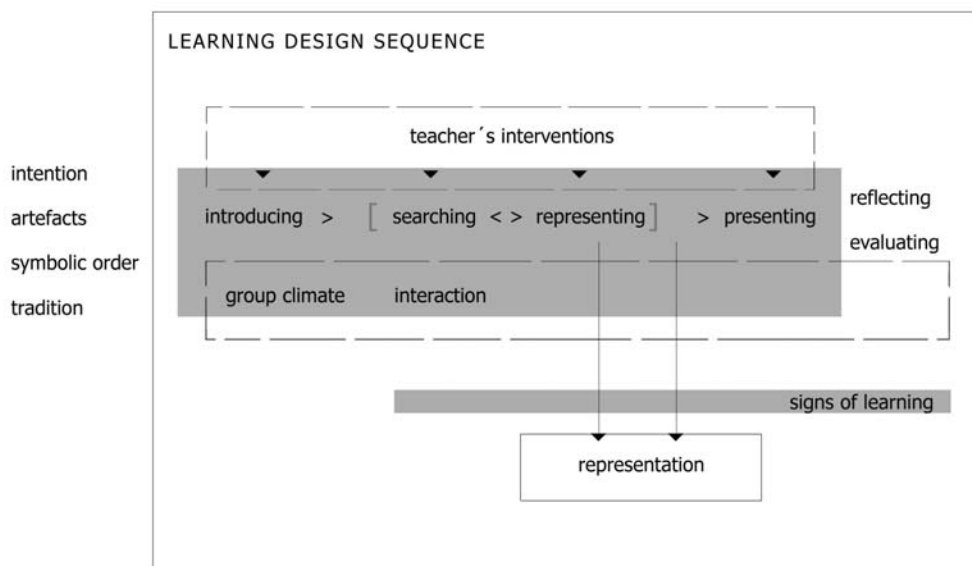 LEARNING DESIGN SEQUENCE
teacher´s interventions
intention
artefacts
symbolic order
tradition
introducing > [ searching < > representing ] > presenting
reflecting
evaluating
group climate interaction
signs of learning
representation